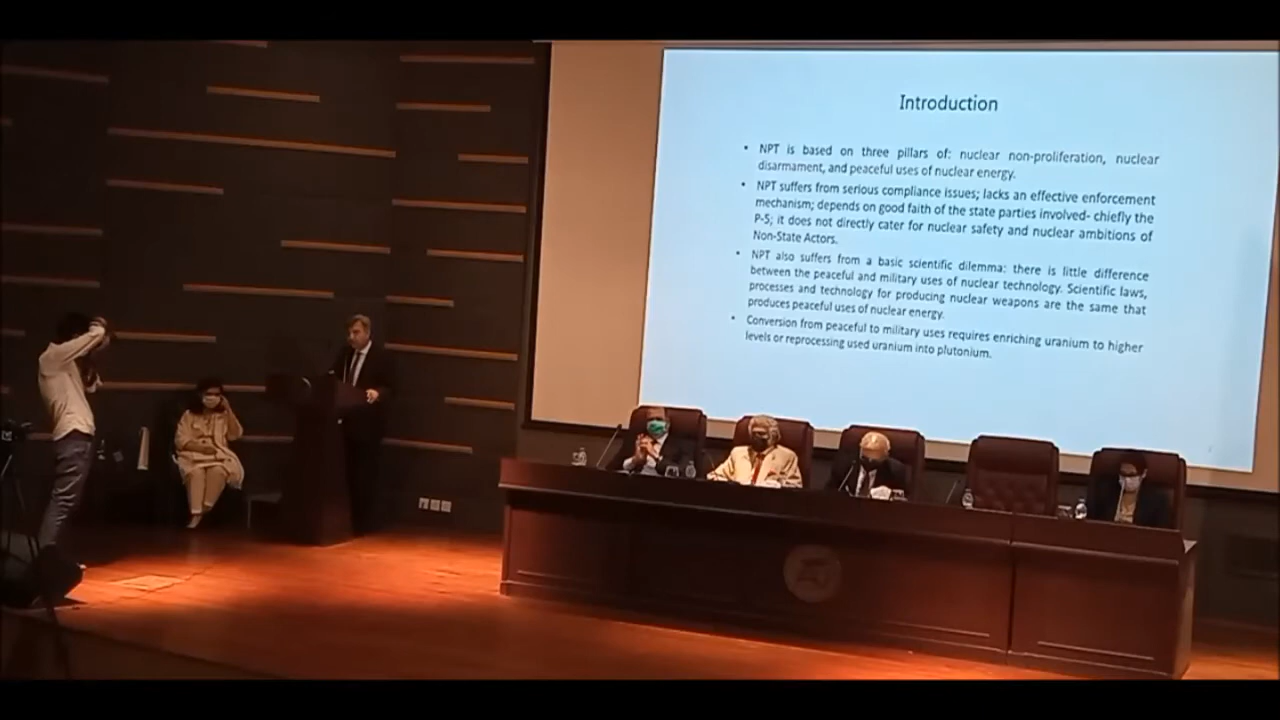 Introduction
• NPT is based on three pillars of: nuclear non-proliferation, nuclear
disarmament, and peaceful uses of nuclear energy.
• NPT suffers from serious compliance issues; lacks an effective enforcement
mechanism; depends on good faith of the state parties involved- chiefly the
P-5; it does not directly cater for nuclear safety and nuclear ambitions of
Non-State Actors.
• NPT also suffers from a basic scientific dilemma: there is little difference
between the peaceful and military uses of nuclear technology. Scientific laws,
processes and technology for producing nuclear weapons are the same that
produces peaceful uses of nuclear energy.
• Conversion from peaceful to military uses requires enriching uranium to higher
levels or reprocessing used uranium into plutonium.